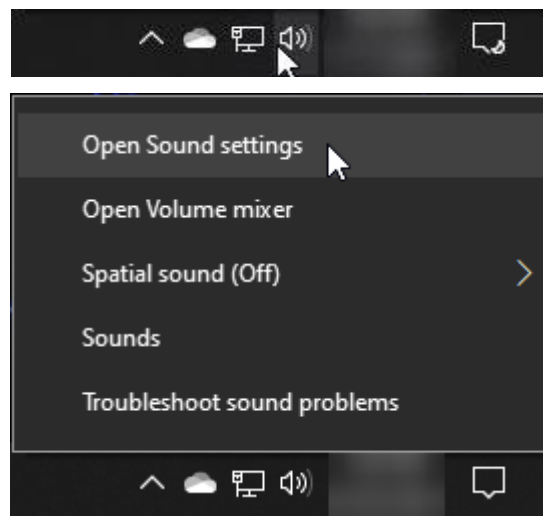 Open Sound settings
Open Volume mixer
Spatial sound (Off)
Sounds
Troubleshoot sound problems